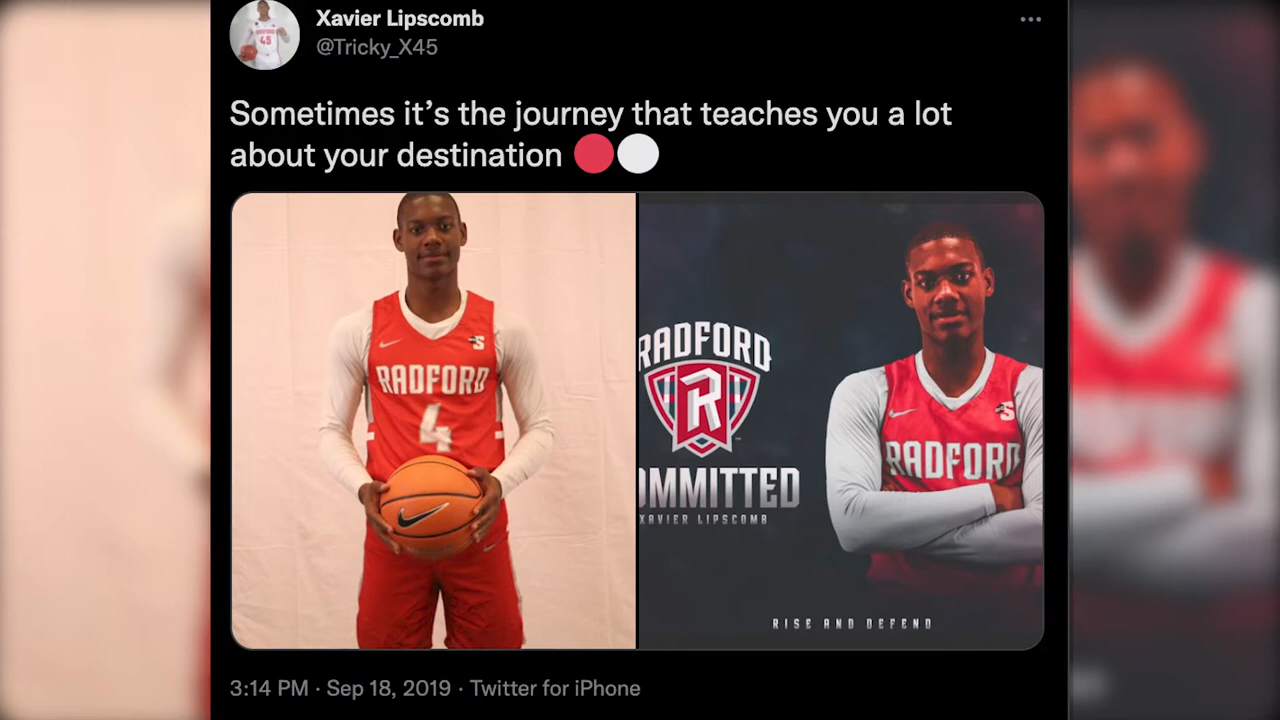 Xavier Lipscomb
@Tricky_X45
Sometimes it's the journey that teaches you a lot
about your destination
RADFORD
4
RADFORD
R
OMMITTED
XAVIER LIPSCOMB
RADFORD
RISE AND DEFEND
3:14 PM · Sep 18, 2019 · Twitter for iPhone